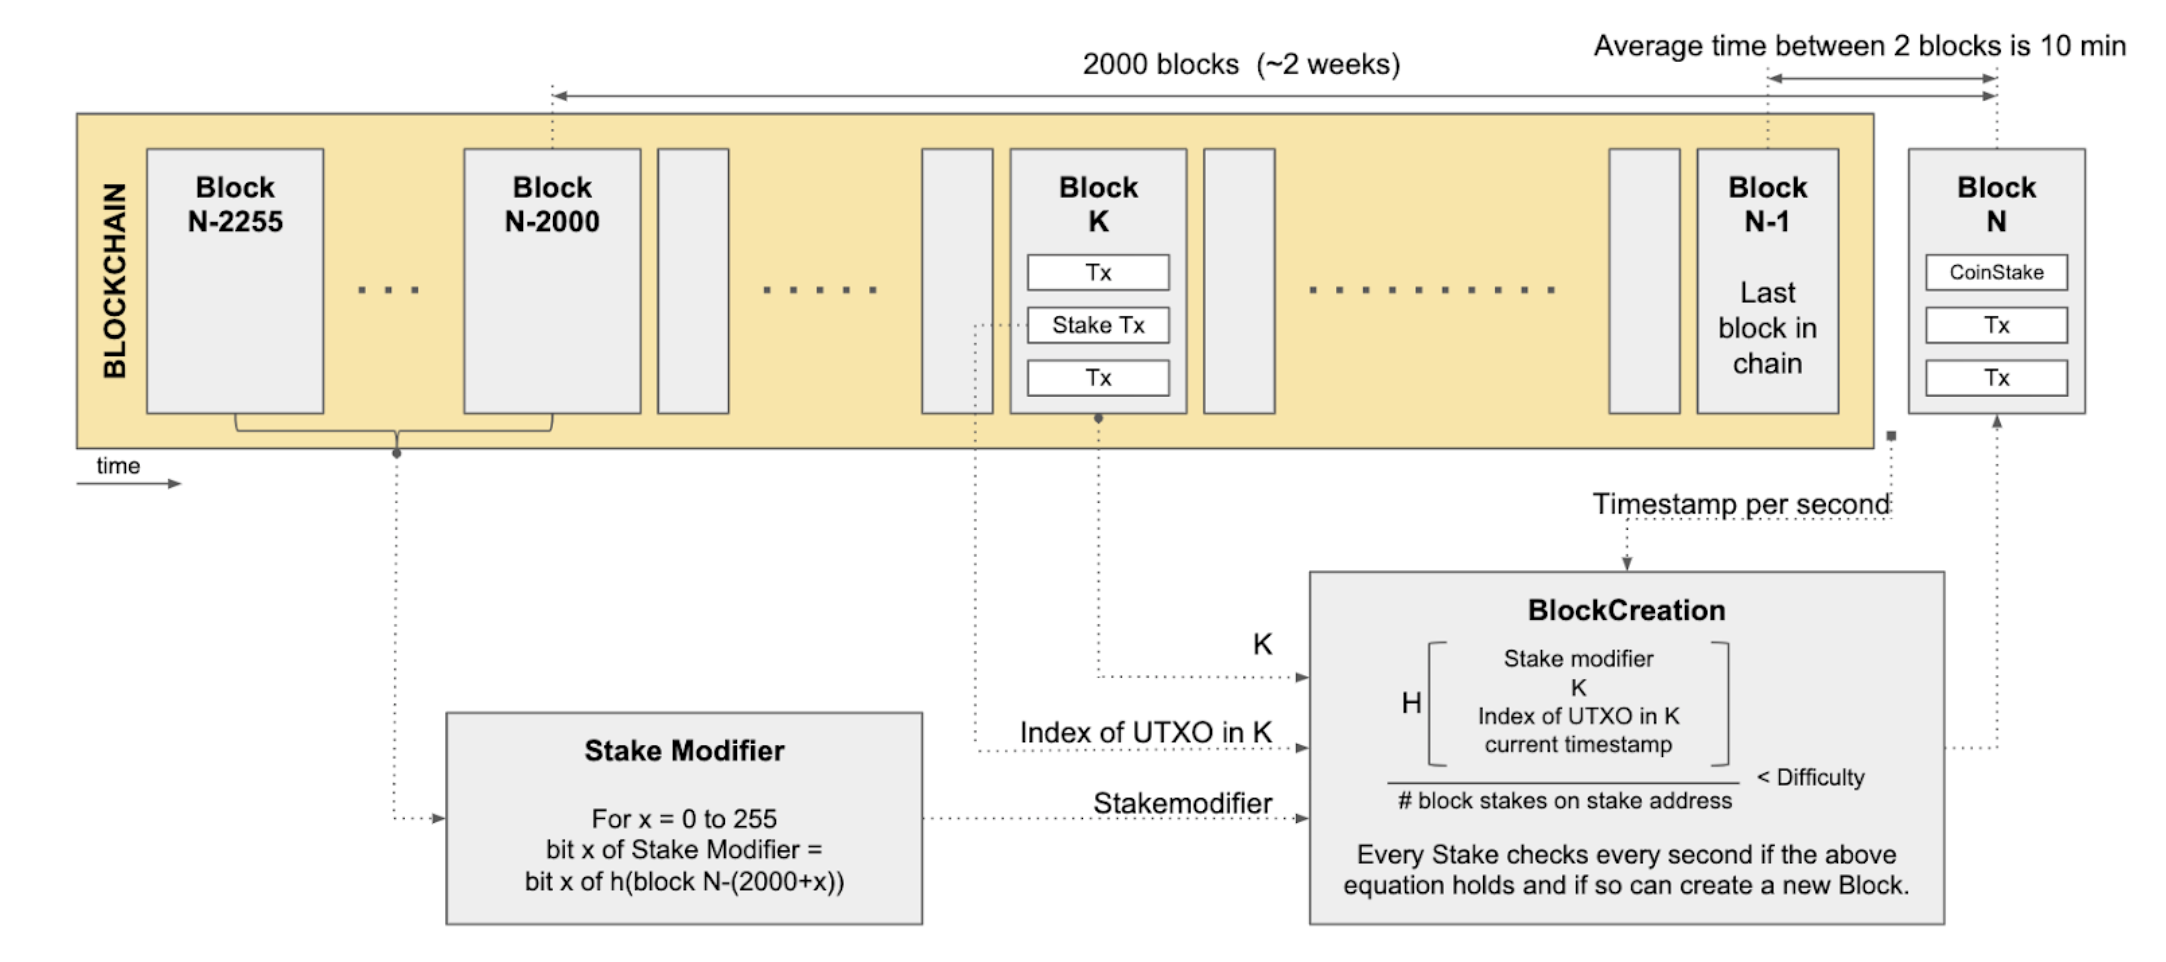 Average time between 2 blocks is 10 min
2000 blocks (~2 weeks)
BLOCKCHAIN
Block
N-2255
Block
N-2000
Block
K
Tx
Stake Tx
Tx
Block
N-1
Last
block in
chain
Block
N
CoinStake
Tx
Tx
time
Timestamp per second
K
Index of UTXO in K
Stakemodifier
Stake Modifier
For x = 0 to 255
bit x of Stake Modifier =
bit x of h(block N-(2000+x))
BlockCreation
H
Stake modifier
K
Index of UTXO in K
current timestamp
< Difficulty
# block stakes on stake address
Every Stake checks every second if the above
equation holds and if so can create a new Block.